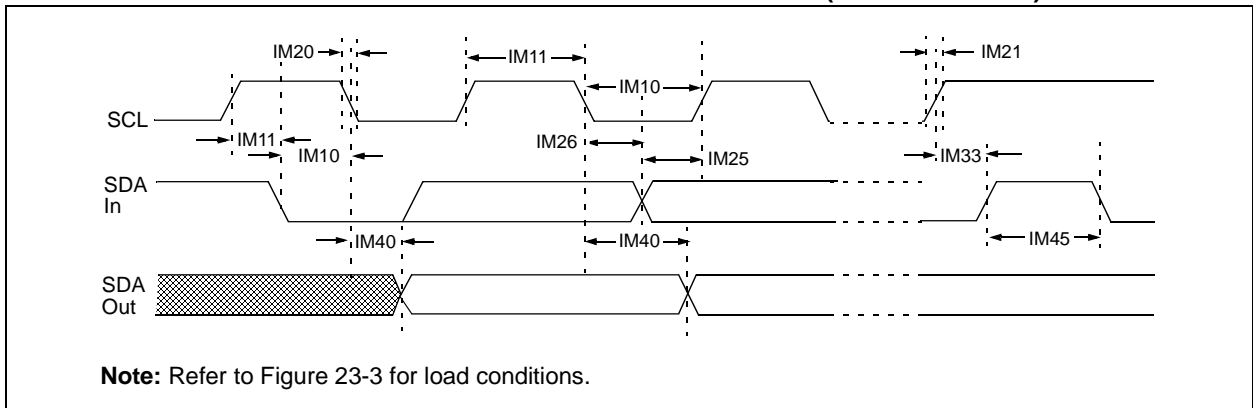 IM20
IM11
IM21
IM10
SCL
IM11
IM26
IM10
IM25
IM33
SDA
In
IM40
IM40
IM45
SDA
Out
Note: Refer to Figure 23-3 for load conditions.